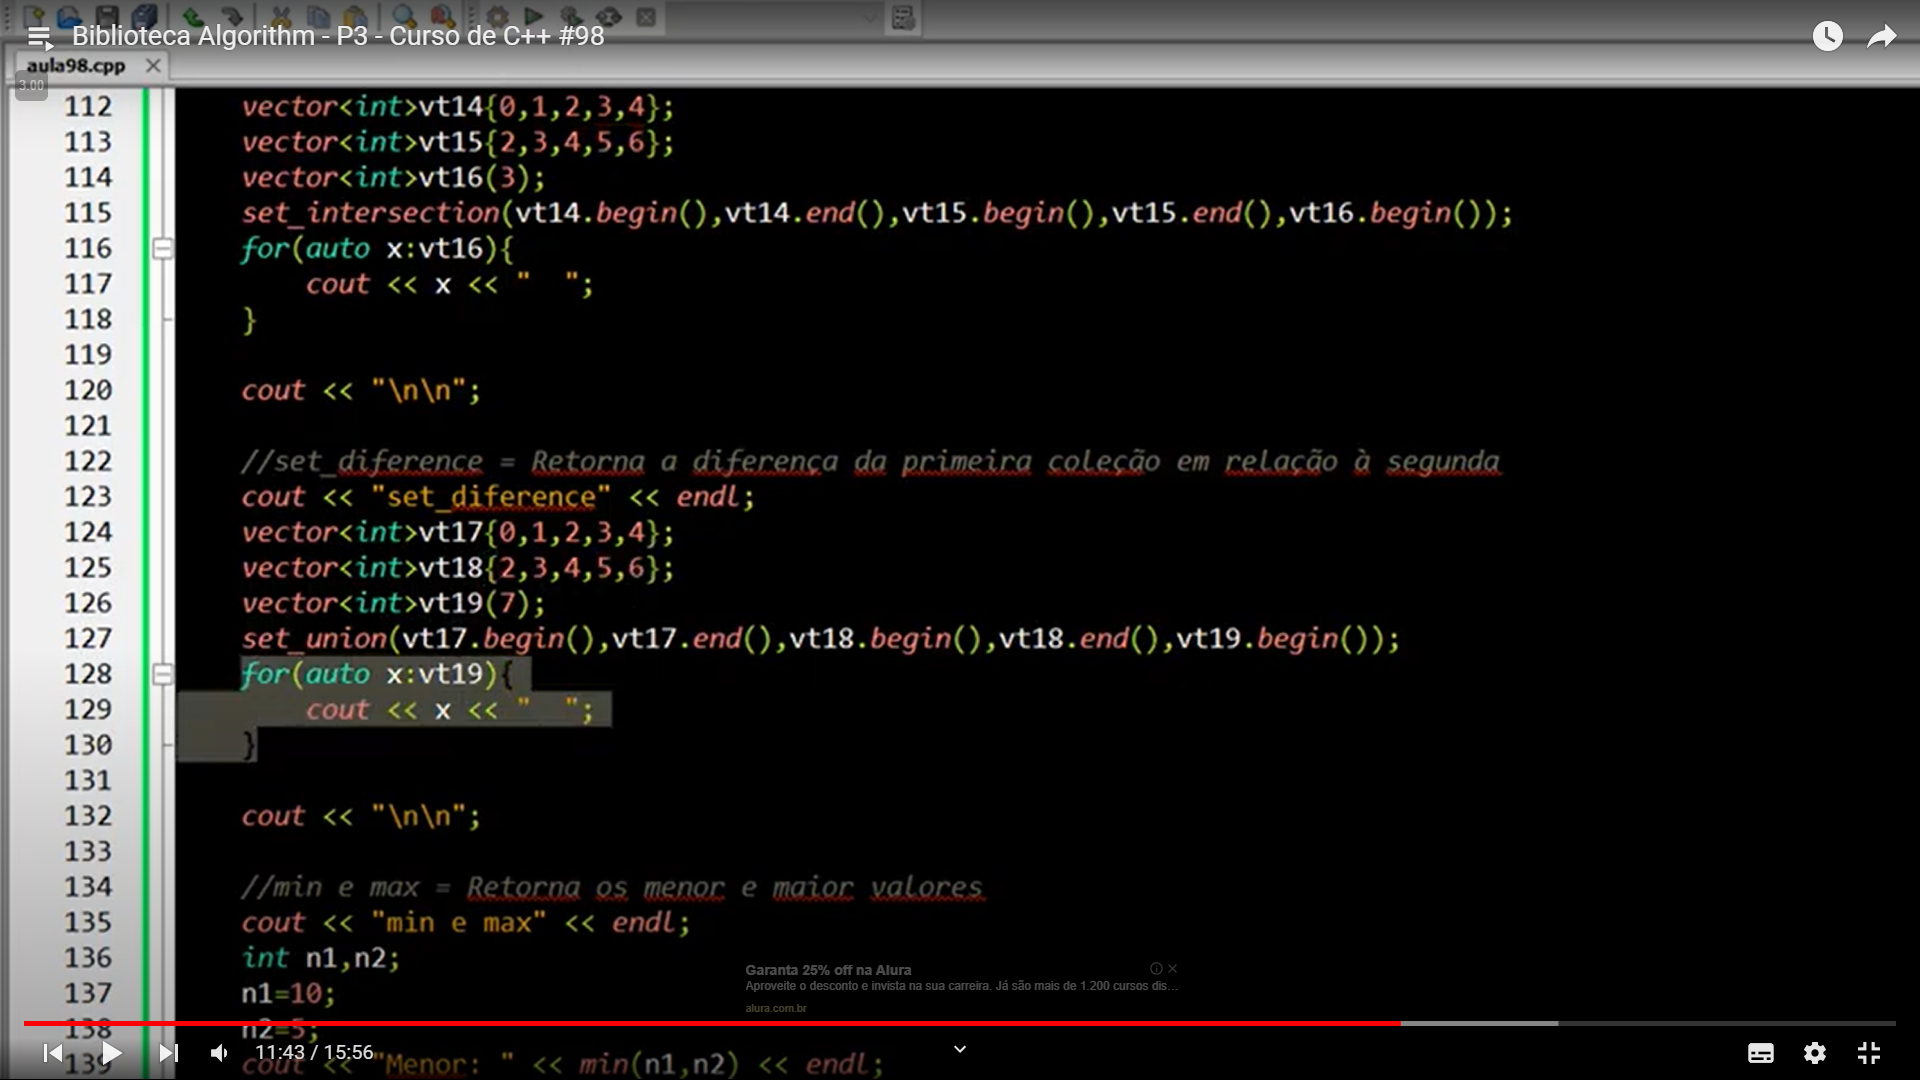 Biblioteca Algorithm - P3 - Curso de C++ #98
aula98.cpp
3.00
112 vector<int>vt14{0,1,2,3,4};
113 vector<int>vt15{2,3,4,5,6};
114 vector<int>vt16(3);
115 set_intersection(vt14.begin(),vt14.end(),vt15.begin(),vt15.end(),vt16.begin());
116 for(auto x:vt16){
117 cout << x << "  ";
118 }
119
120 cout << "\n\n";
121
122 //set_diference = Retorna a diferença da primeira coleção em relação à segunda
123 cout << "set_diference" << endl;
124 vector<int>vt17{0,1,2,3,4};
125 vector<int>vt18{2,3,4,5,6};
126 vector<int>vt19(7);
127 set_union(vt17.begin(),vt17.end(),vt18.begin(),vt18.end(),vt19.begin());
128 for(auto x:vt19){
129 cout << x << "  ";
130 }
131
132 cout << "\n\n";
133
134 //min e max = Retorna os menor e maior valores
135 cout << "min e max" << endl;
136 int n1,n2;
137 n1=10;
138 n2=5;
139 cout <<"Menor: " << min(n1,n2) << endl;
Garanta 25% off na Alura
Aproveite o desconto e invista na sua carreira. Já são mais de 1.200 cursos dis...
alura.com.br
11:43 / 15:56